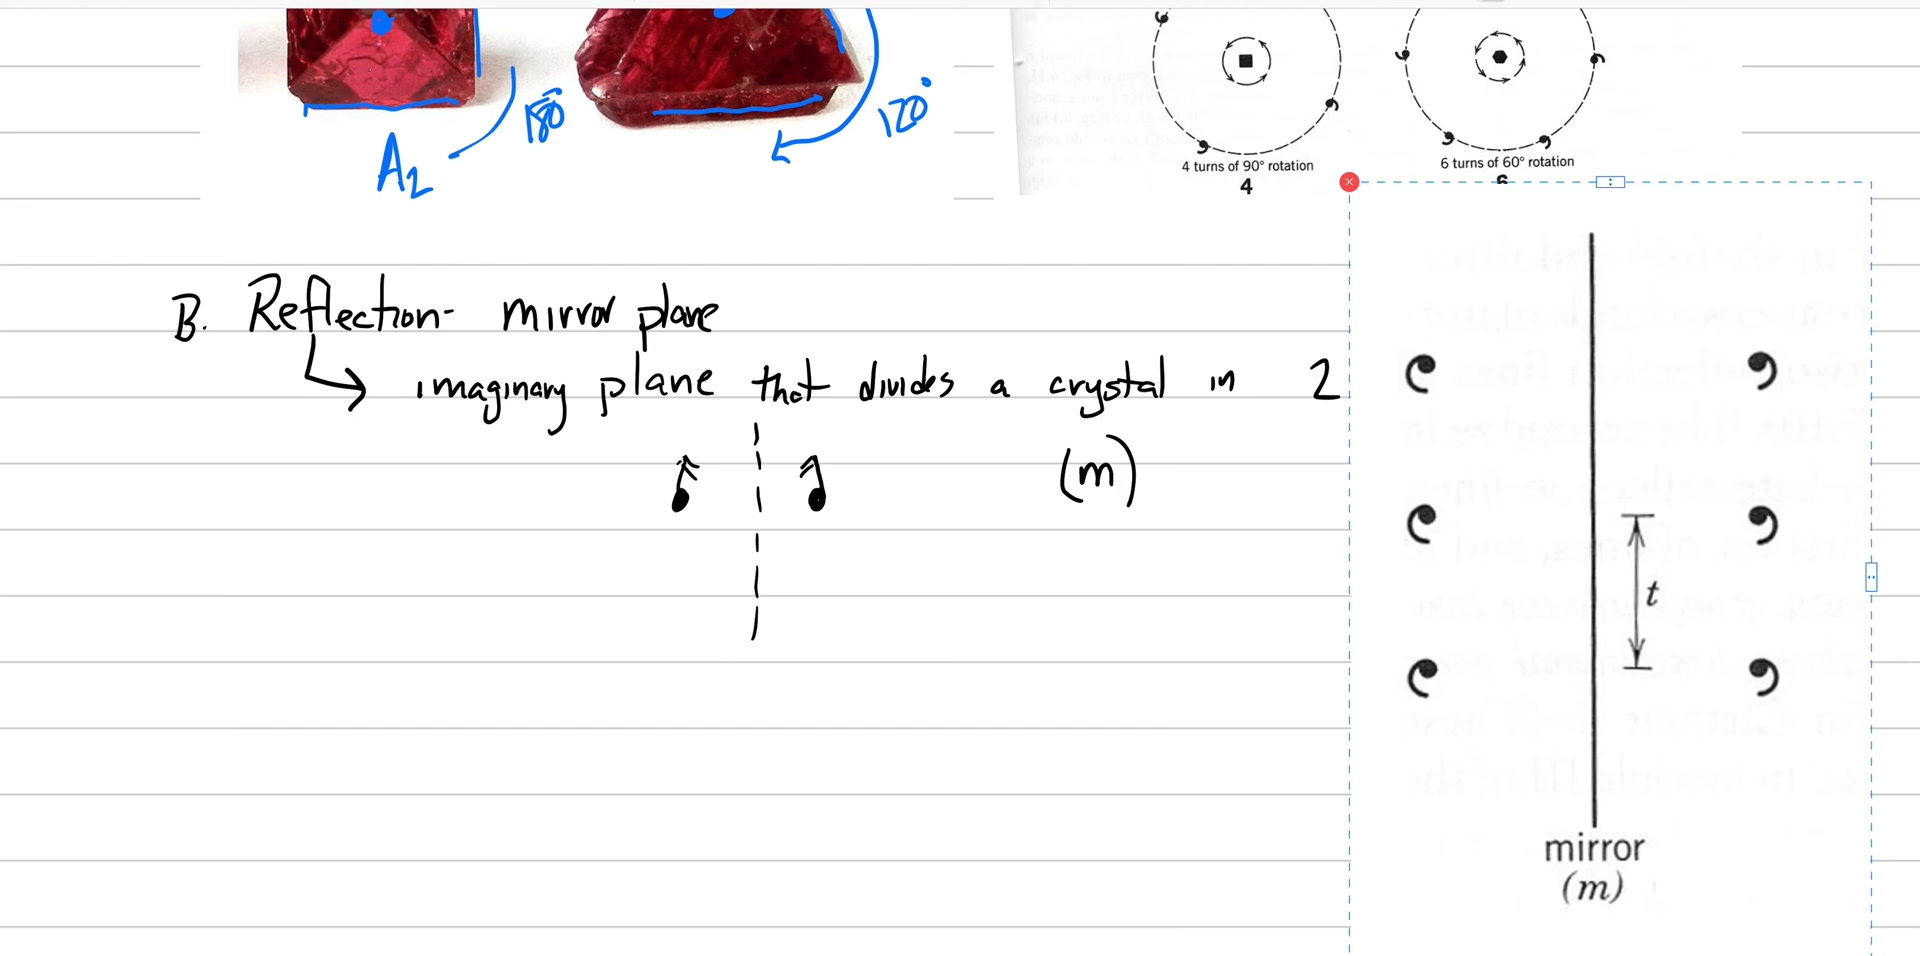 A2
180°
120°
4 turns of 90° rotation
4
6 turns of 60° rotation
6
B. Reflection- mirror plane
imaginary plane that divides a crystal in 2
(m)
t
mirror
(m)